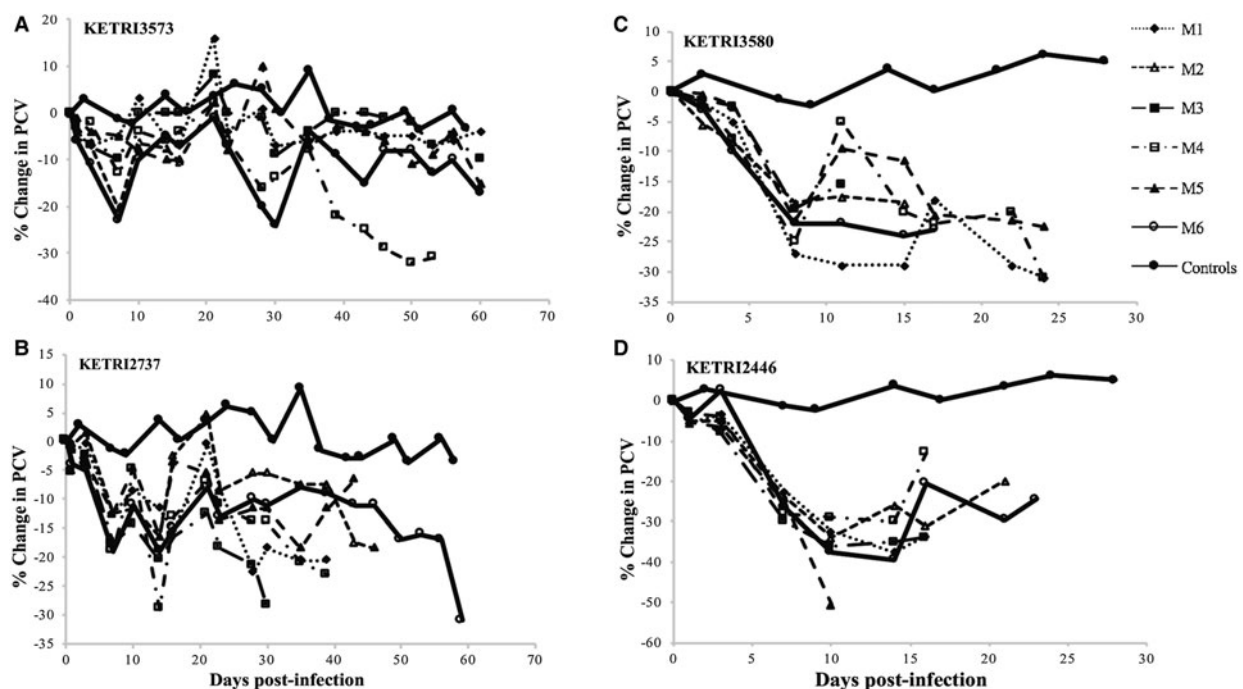 A
KETRI3573
% Change in PCV
20
10
0
-10
-20
-30
-40
0 10 20 30 40 50 60 70
B
KETRI2737
% Change in PCV
15
10
5
0
-5
-10
-15
-20
-25
-30
-35
0 10 20 30 40 50 60 70
Days post-infection
C
KETRI3580
% Change in PCV
10
5
0
-5
-10
-15
-20
-25
-30
-35
0 5 10 15 20 25 30
D
KETRI2446
% Change in PCV
10
0
-10
-20
-30
-40
-50
-60
0 5 10 15 20 25 30
Days post-infection
M1
M2
M3
M4
M5
M6
Controls